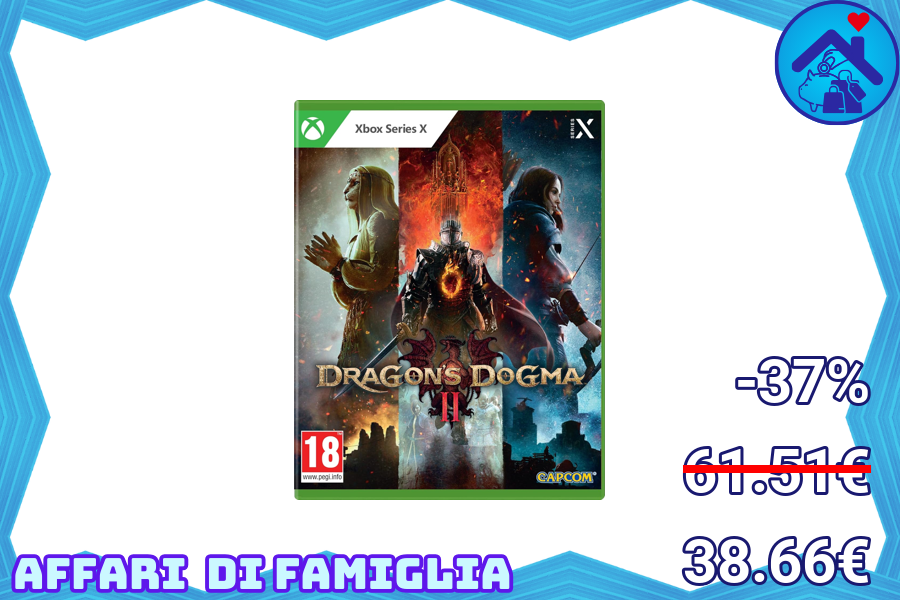 Xbox Series X
SERIES X
DRAGON'S DOGMA
II
18
www.pegi.info
CAPCOM
-37%
61.51€
38.66€
AFFARI DI FAMIGLIA